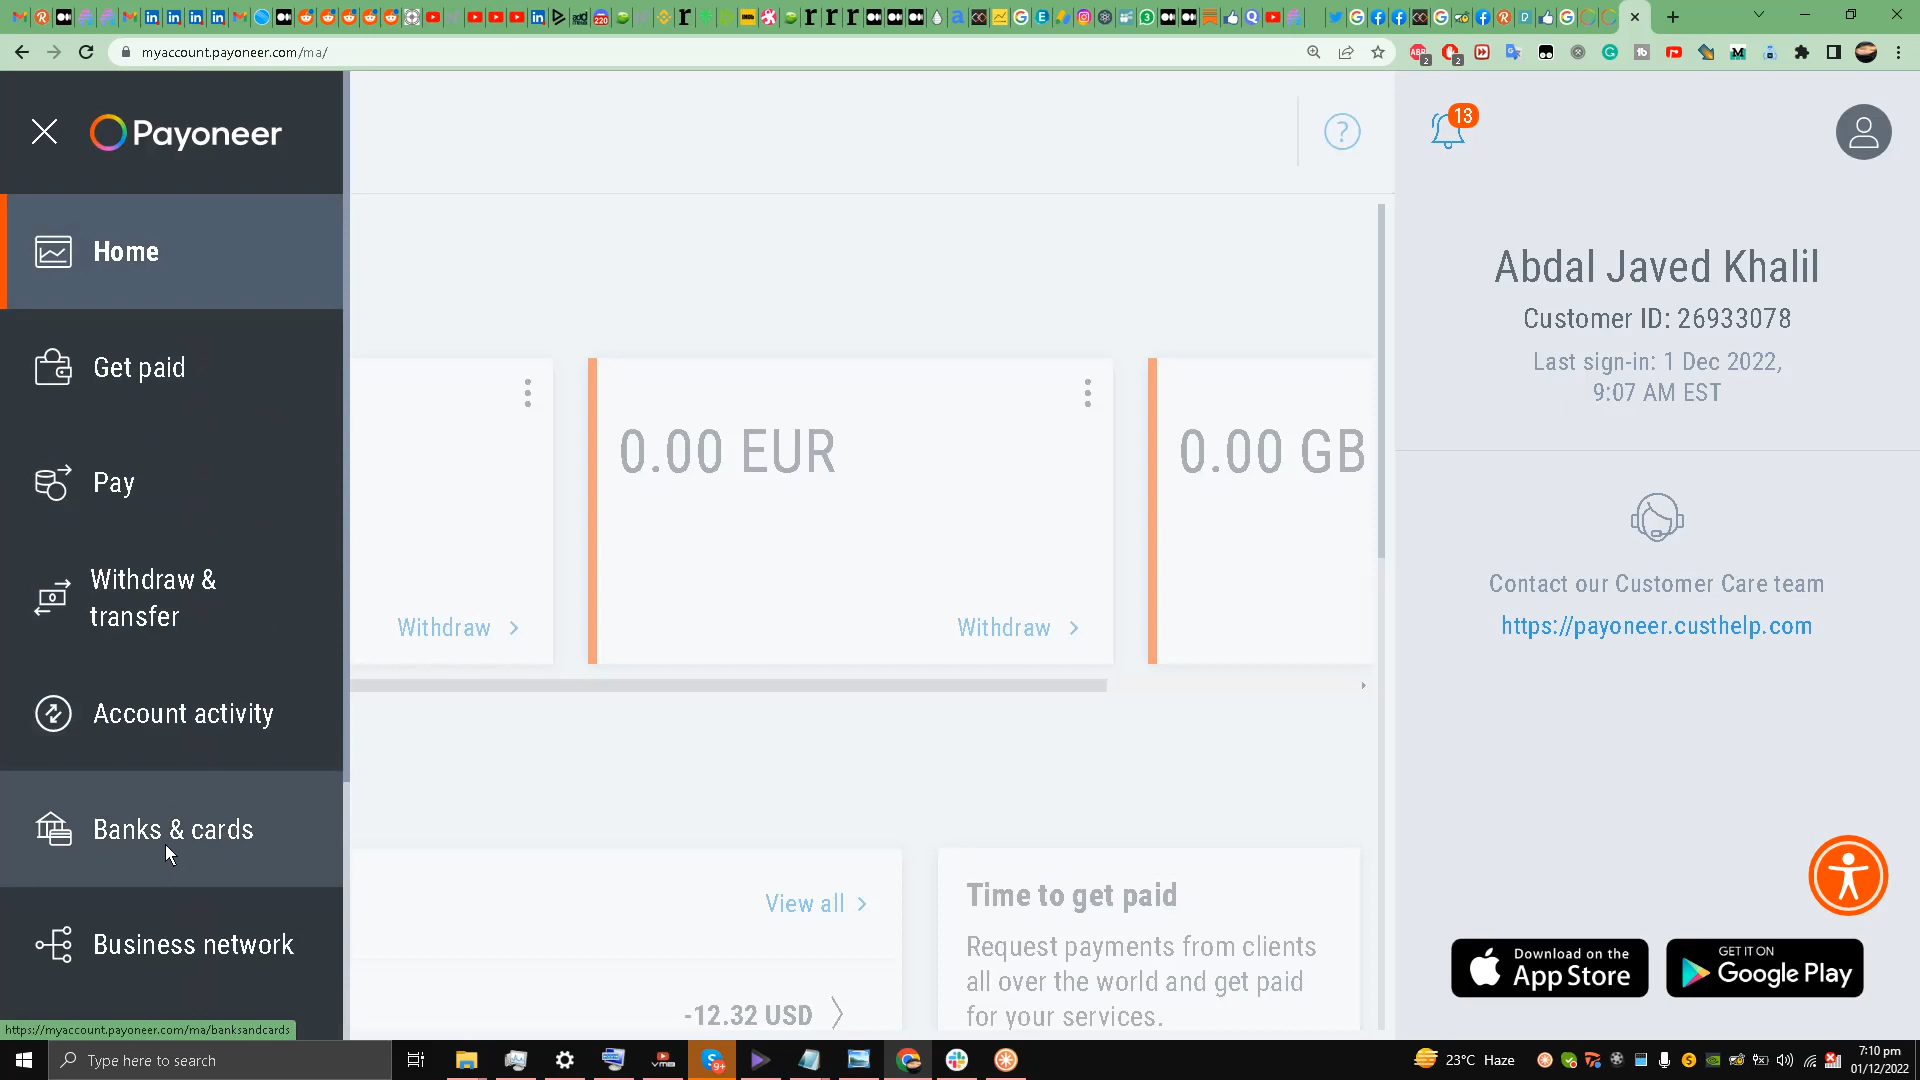 myaccount.payoneer.com/ma/
Payoneer
?
13
Home
Get paid
Pay
Withdraw &
transfer
Account activity
Banks & cards
Business network
0.00 EUR
0.00 GB
Withdraw >
Withdraw >
View all >
-12.32 USD
Time to get paid
Request payments from clients
all over the world and get paid
for your services.
Abdal Javed Khalil
Customer ID: 26933078
Last sign-in: 1 Dec 2022,
9:07 AM EST
Contact our Customer Care team
https://payoneer.custhelp.com
Download on the
App Store
GET IT ON
Google Play
https://myaccount.payoneer.com/ma/banksandcards
Type here to search
9+
23°C Haze
7:10 pm
01/12/2022